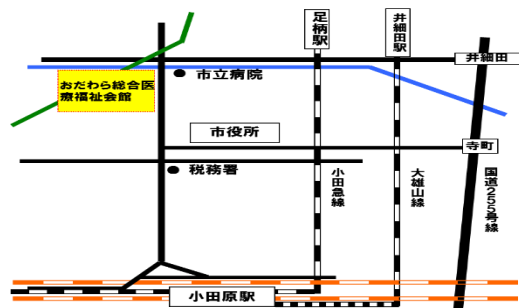 足柄駅
井細田駅
井細田
市立病院
おだわら総合医
療福祉会館
市役所
寺町
税務署
小田急線
大雄山線
国道255号線
小田原駅